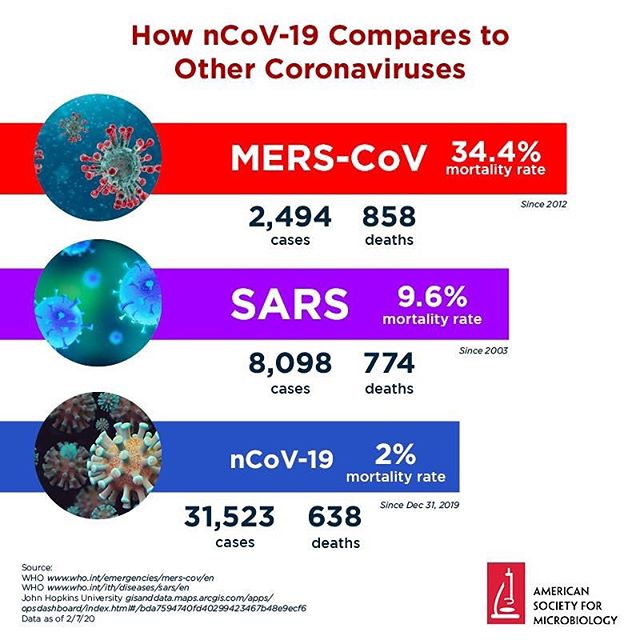 How nCoV-19 Compares to
Other Coronaviruses
MERS-CoV
34.4%
mortality rate
Since 2012
2,494
cases
858
deaths
SARS
9.6%
mortality rate
Since 2003
8,098
cases
774
deaths
nCoV-19
2%
mortality rate
Since Dec 31, 2019
31,523
cases
638
deaths
Source:
WHO www.who.int/emergencies/mers-cov/en
WHO www.who.int/ith/diseases/sars/en
John Hopkins University gisanddata.maps.arcgis.com/apps/
opsdashboard/index.html#/bda7594740fd40299423467b48e9ecf6
Data as of 2/7/20
AMERICAN
SOCIETY FOR
MICROBIOLOGY